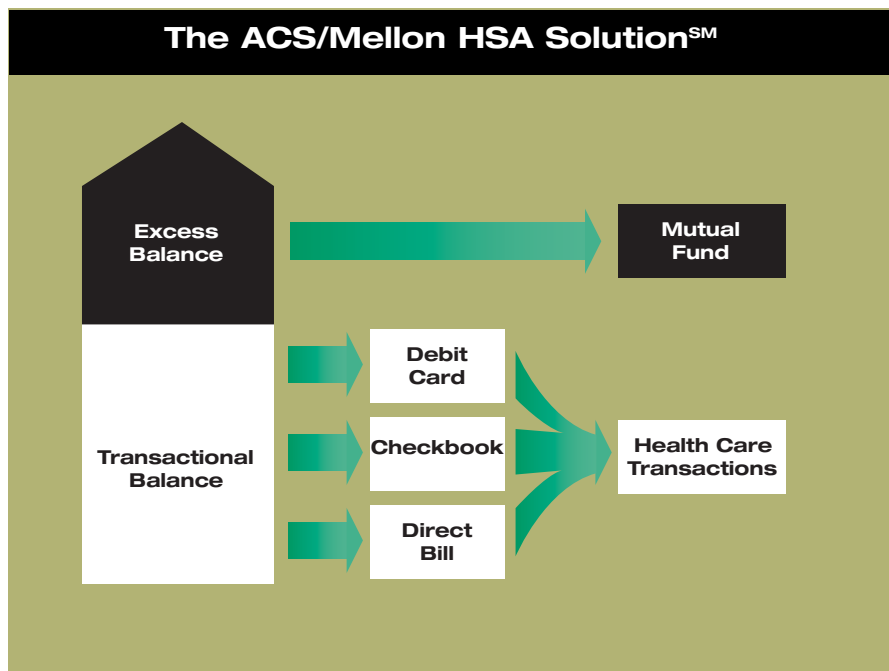 The ACS/Mellon HSA Solution℠
Excess
Balance
Mutual
Fund
Debit
Card
Transactional
Balance
Checkbook
Health Care
Transactions
Direct
Bill